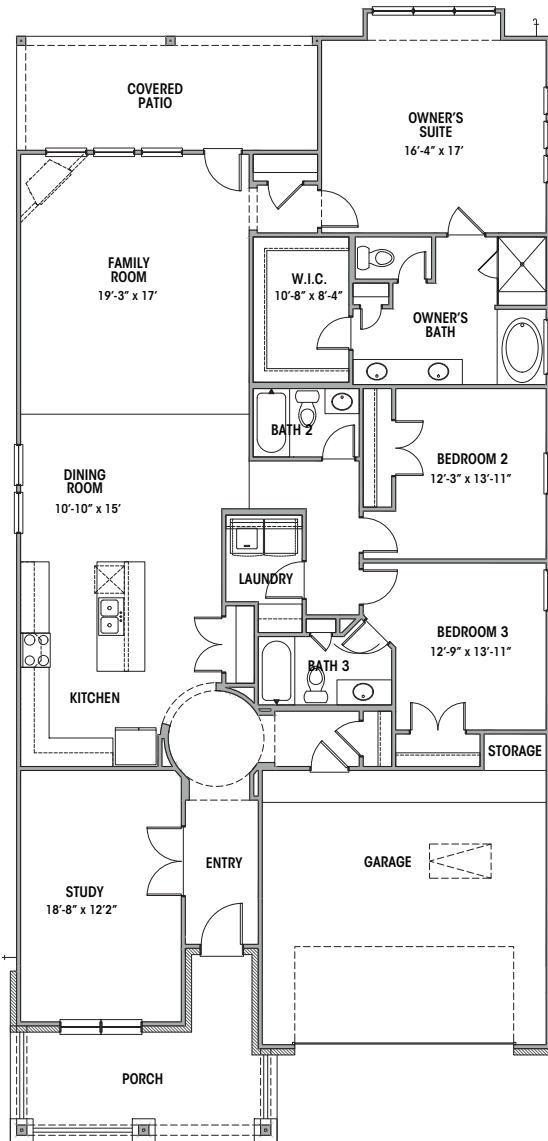 COVERED
PATIO
OWNER'S
SUITE
16'-4" x 17'
FAMILY
ROOM
19'-3" x 17'
W.I.C.
10'-8" x 8'-4"
OWNER'S
BATH
BATH 2
BEDROOM 2
12'-3" x 13'-11"
DINING
ROOM
10'-10" x 15'
LAUNDRY
BEDROOM 3
12'-9" x 13'-11"
BATH 3
KITCHEN
STORAGE
ENTRY
GARAGE
STUDY
18'-8" x 12'2"
PORCH